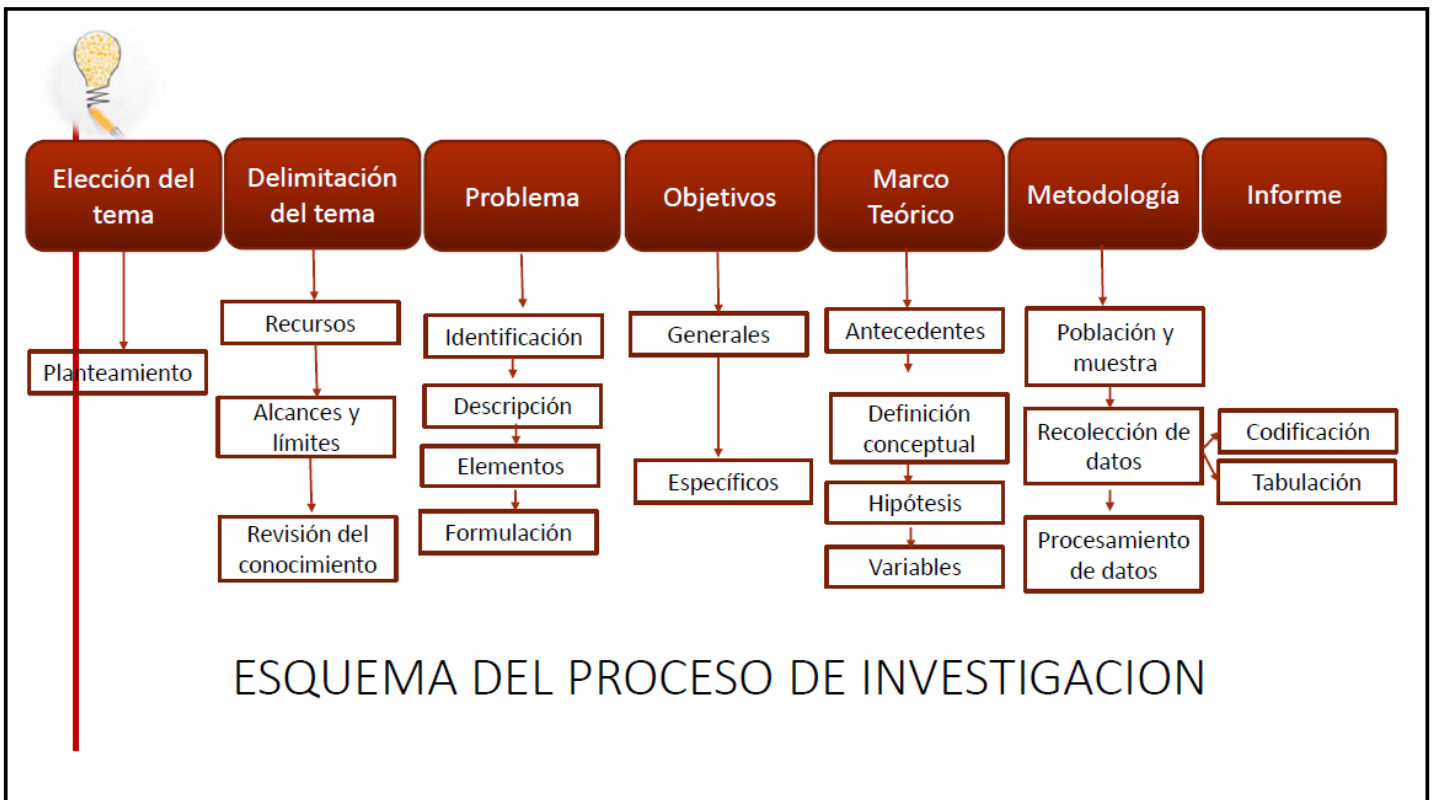 Elección del
tema
Delimitación
del tema
Problema
Objetivos
Marco
Teórico
Metodología
Informe
Planteamiento
Recursos
Alcances y
límites
Revisión del
conocimiento
Identificación
Descripción
Elementos
Formulación
Generales
Específicos
Antecedentes
Definición
conceptual
Hipótesis
Variables
Población y
muestra
Recolección de
datos
Procesamiento
de datos
Codificación
Tabulación
ESQUEMA DEL PROCESO DE INVESTIGACION